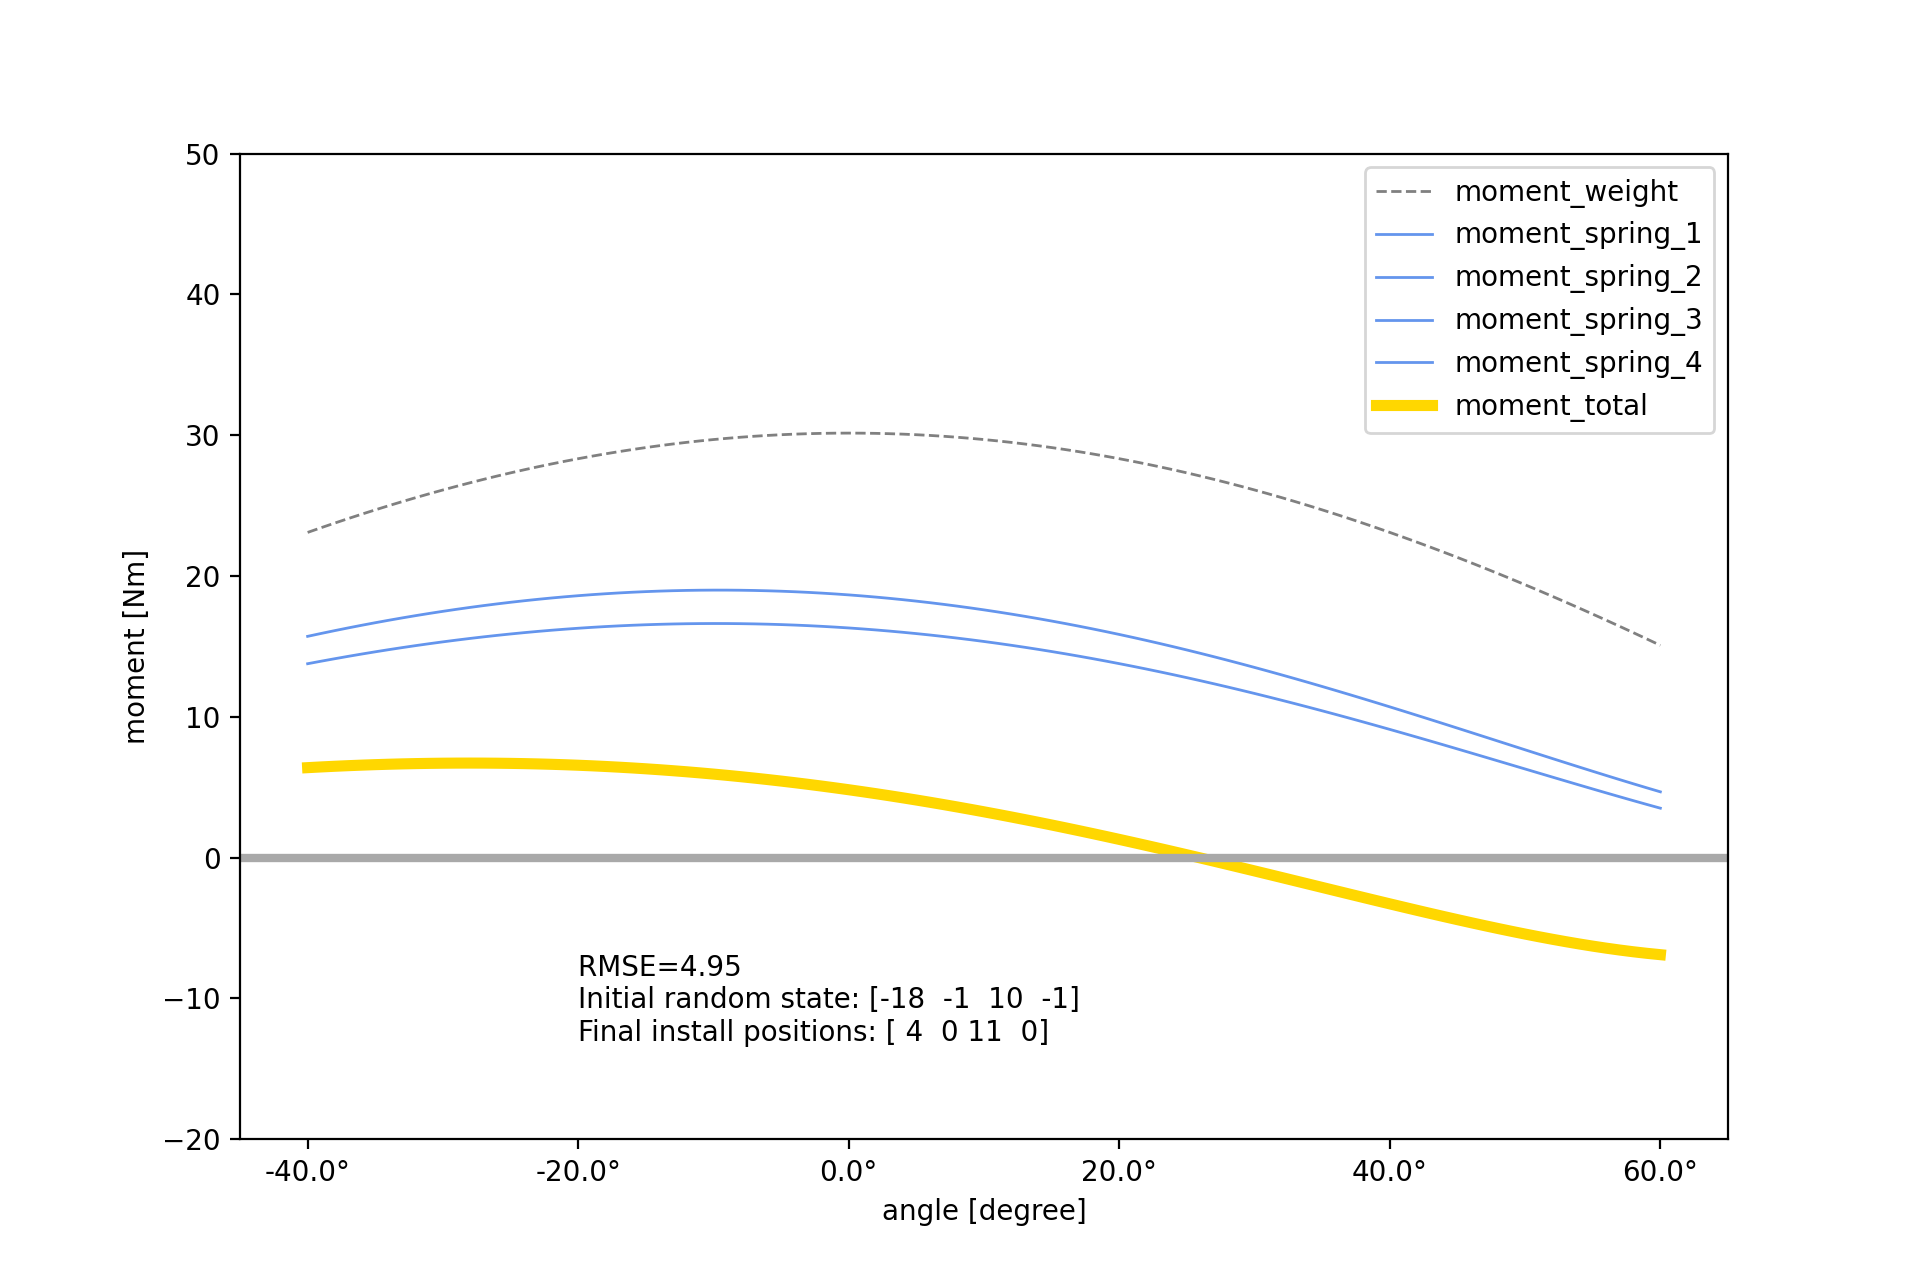 50
40
30
20
10
0
−10
−20
moment [Nm]
moment_weight
moment_spring_1
moment_spring_2
moment_spring_3
moment_spring_4
moment_total
RMSE=4.95
Initial random state: [-18  -1  10  -1]
Final install positions: [ 4  0 11  0]
-40.0° -20.0° 0.0° 20.0° 40.0° 60.0°
angle [degree]